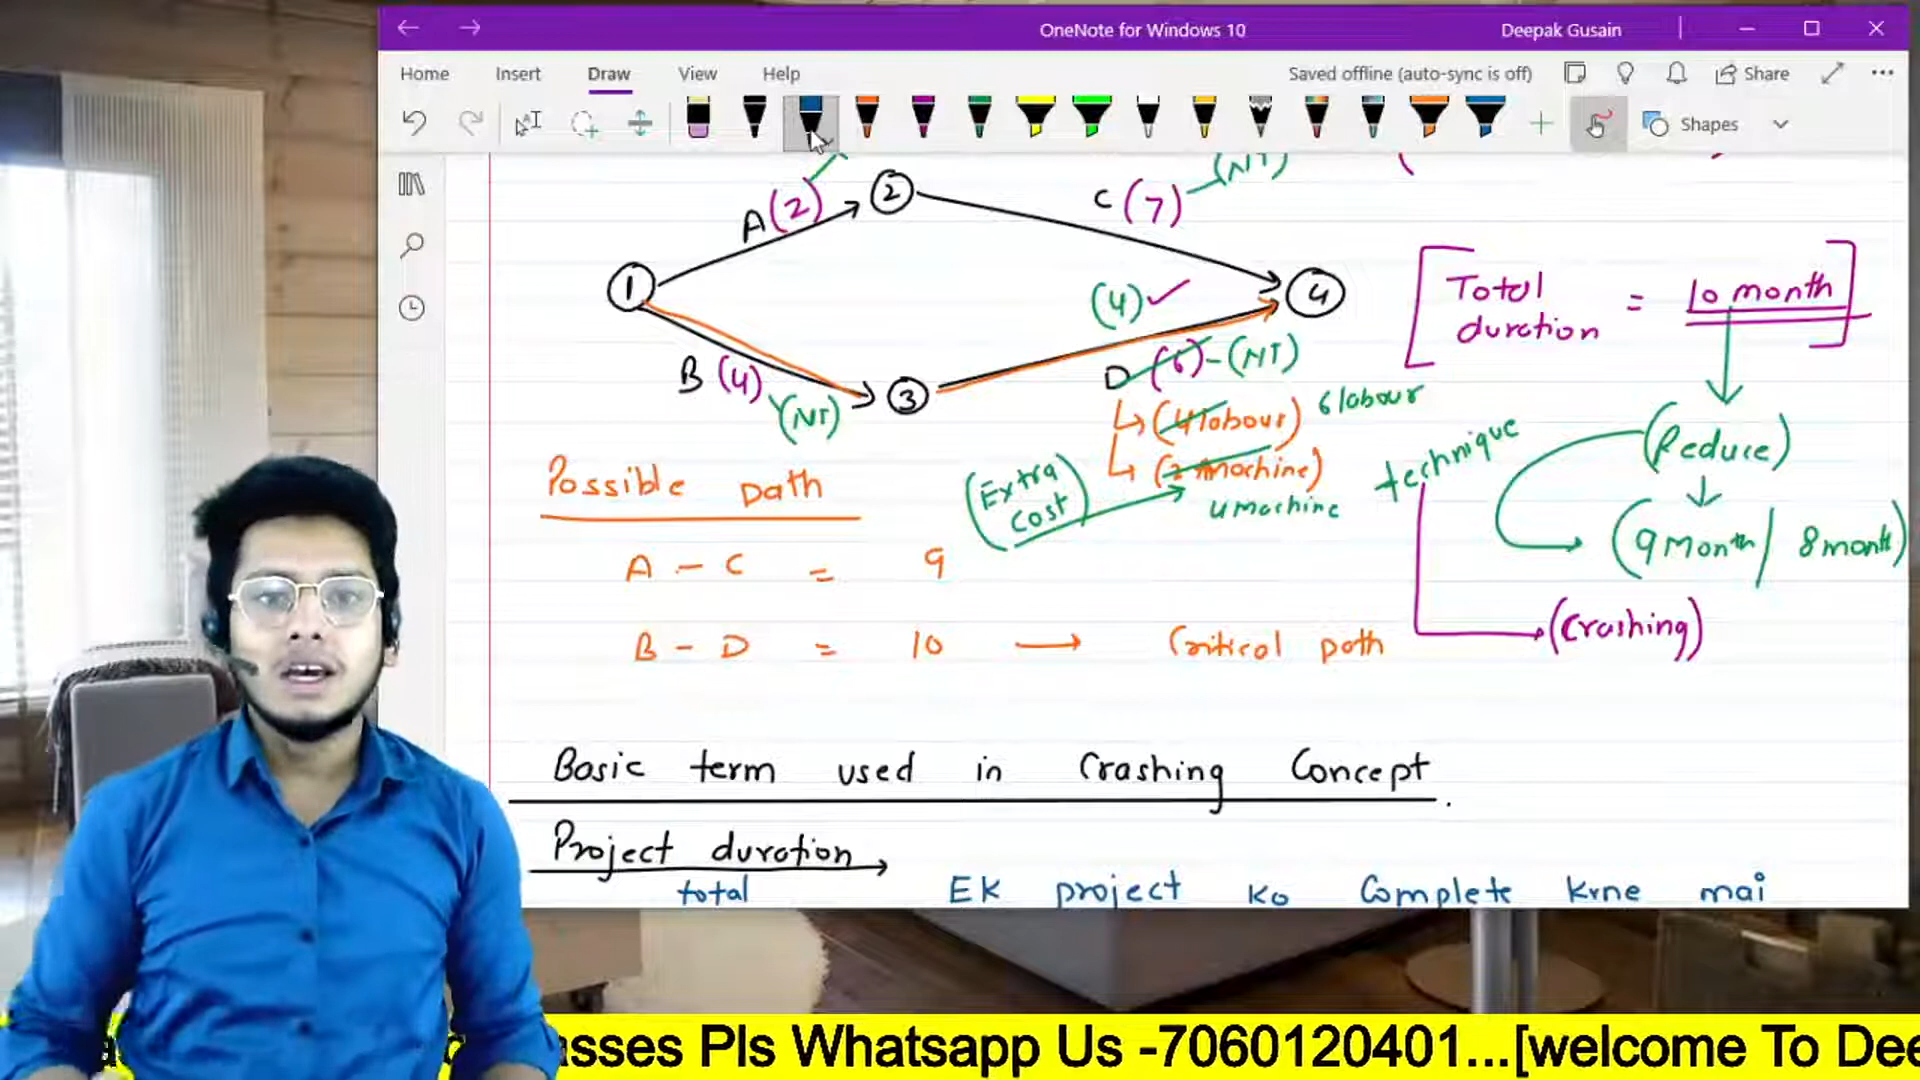 OneNote for Windows 10
Deepak Gusain
Home Insert Draw View Help
Saved offline (auto-sync is off) Share
Shapes
A (2) 2
C (7) (NT)
1
4
(4)
B (4) 3
(NT)
D (6) - (NT)
(4 labour) 6 labour
(2 machine)
4 machine
(Extra
Cost)
Total
duration = 10 month
(Reduce)
technique
(9 Month / 8 month)
(Crashing)
Possible path
A - C = 9
B - D = 10 → Critical path
Basic term used in Crashing Concept.
Project duration →
total EK project Ko Complete krne mai
asses Pls Whatsapp Us -7060120401...[welcome To Dee